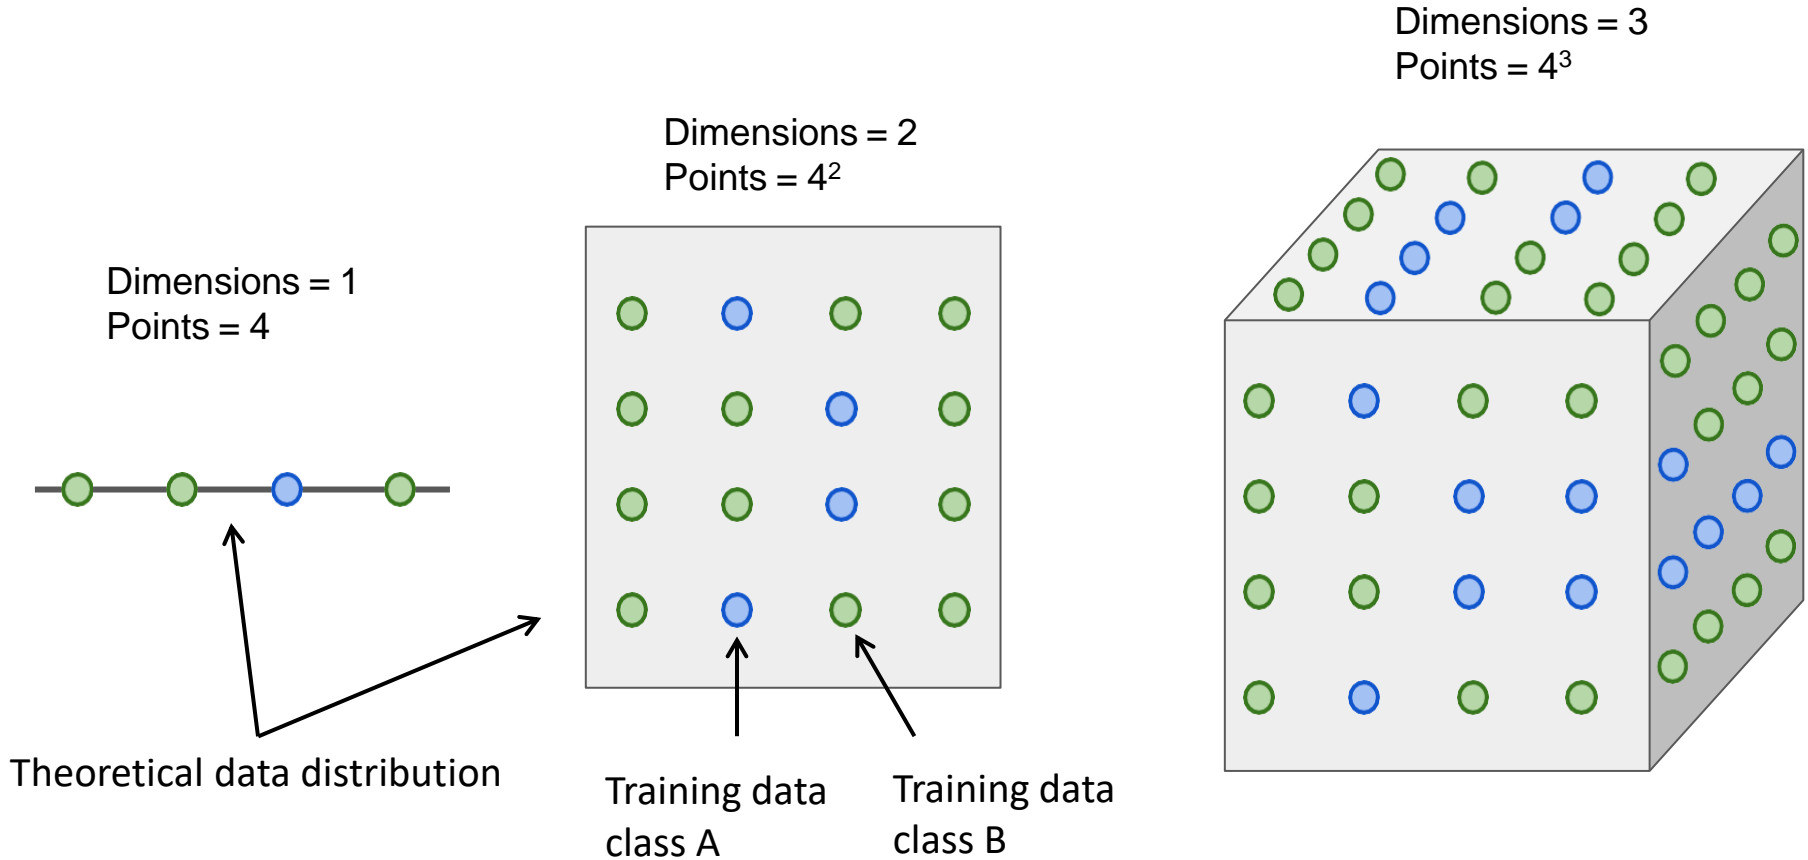 Dimensions = 1
Points = 4
Dimensions = 2
Points = 4²
Dimensions = 3
Points = 4³
Theoretical data distribution
Training data
class A
Training data
class B